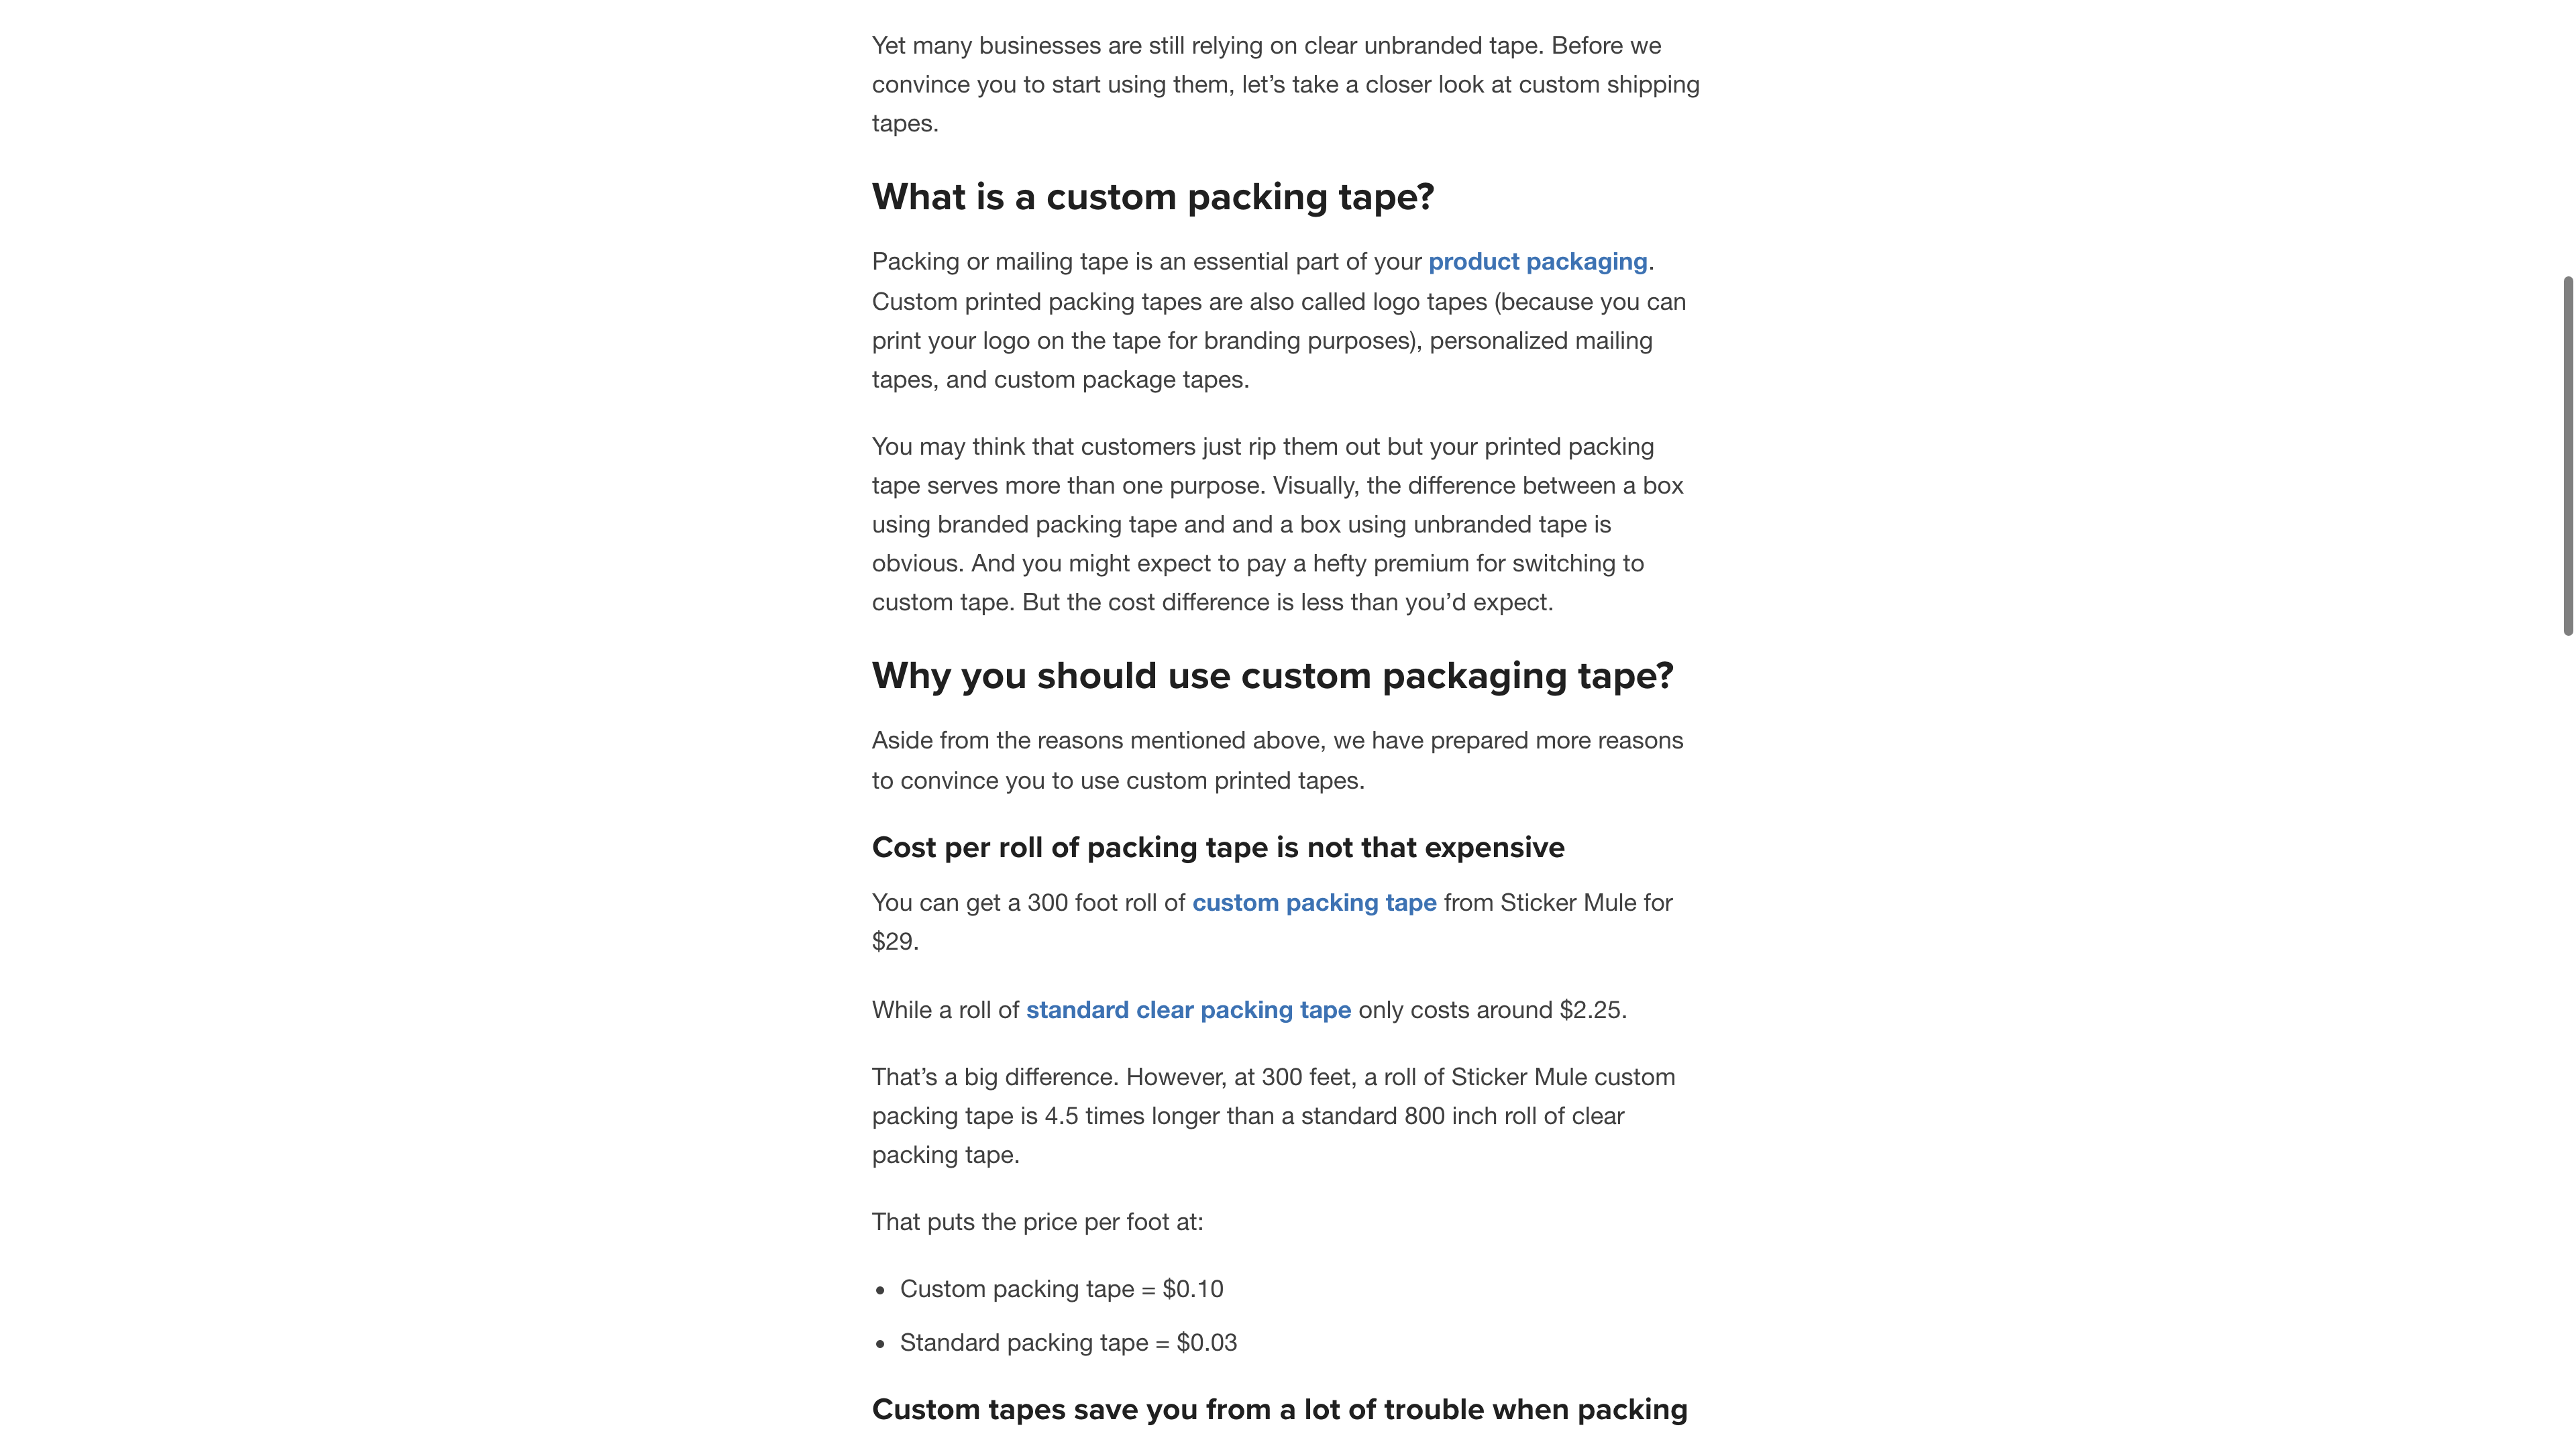 Yet many businesses are still relying on clear unbranded tape. Before we
convince you to start using them, let’s take a closer look at custom shipping
tapes.
What is a custom packing tape?
Packing or mailing tape is an essential part of your product packaging.
Custom printed packing tapes are also called logo tapes (because you can
print your logo on the tape for branding purposes), personalized mailing
tapes, and custom package tapes.
You may think that customers just rip them out but your printed packing
tape serves more than one purpose. Visually, the difference between a box
using branded packing tape and and a box using unbranded tape is
obvious. And you might expect to pay a hefty premium for switching to
custom tape. But the cost difference is less than you’d expect.
Why you should use custom packaging tape?
Aside from the reasons mentioned above, we have prepared more reasons
to convince you to use custom printed tapes.
Cost per roll of packing tape is not that expensive
You can get a 300 foot roll of custom packing tape from Sticker Mule for
$29.
While a roll of standard clear packing tape only costs around $2.25.
That’s a big difference. However, at 300 feet, a roll of Sticker Mule custom
packing tape is 4.5 times longer than a standard 800 inch roll of clear
packing tape.
That puts the price per foot at:
• Custom packing tape = $0.10
• Standard packing tape = $0.03
Custom tapes save you from a lot of trouble when packing